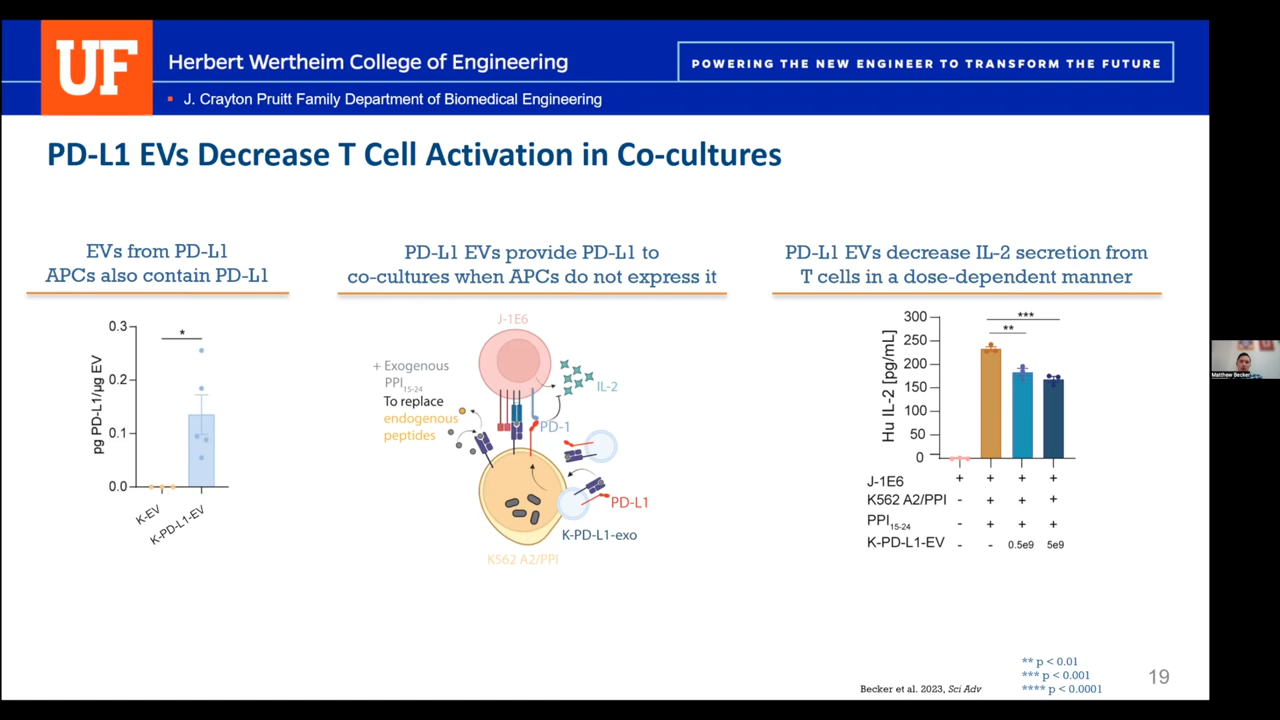 UF
Herbert Wertheim College of Engineering
POWERING THE NEW ENGINEER TO TRANSFORM THE FUTURE
J. Crayton Pruitt Family Department of Biomedical Engineering
PD-L1 EVs Decrease T Cell Activation in Co-cultures
EVs from PD-L1
APCs also contain PD-L1
0.3
0.2
0.1
0.0
pg PD-L1/µg EV
*
K-EV
K-PD-L1-EV
PD-L1 EVs provide PD-L1 to
co-cultures when APCs do not express it
J-1E6
+ Exogenous
PPI15-24
To replace
endogenous
peptides
IL-2
PD-1
PD-L1
K-PD-L1-exo
K562 A2/PPI
PD-L1 EVs decrease IL-2 secretion from
T cells in a dose-dependent manner
300
250
200
150
100
50
0
Hu IL-2 [pg/mL]
***
**
J-1E6 + + + +
K562 A2/PPI - + + +
PPI15-24 - + + +
K-PD-L1-EV - - 0.5e9 5e9
** p < 0.01
*** p < 0.001
**** p < 0.0001
Becker et al. 2023, Sci Adv
19
Matthew Becker